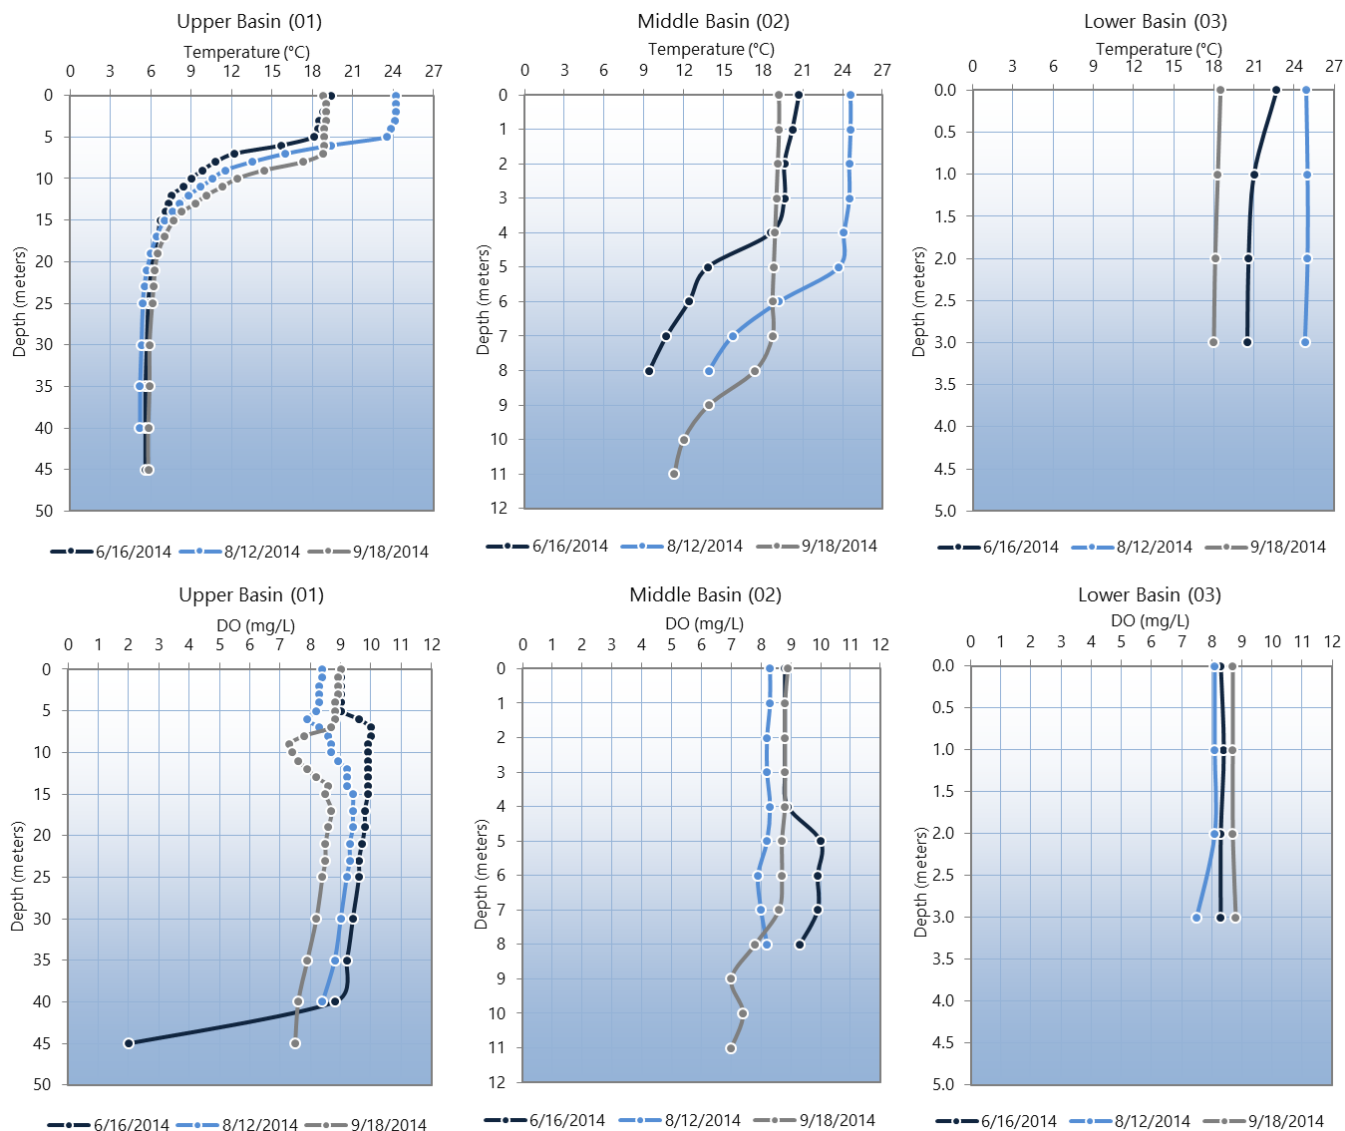 Upper Basin (01)
Temperature (°C)
0 3 6 9 12 15 18 21 24 27
0
5
10
15
20
25
30
35
40
45
50
Depth (meters)
6/16/2014 8/12/2014 9/18/2014
Middle Basin (02)
Temperature (°C)
0 3 6 9 12 15 18 21 24 27
0
1
2
3
4
5
6
7
8
9
10
11
12
Depth (meters)
6/16/2014 8/12/2014 9/18/2014
Lower Basin (03)
Temperature (°C)
0 3 6 9 12 15 18 21 24 27
0.0
0.5
1.0
1.5
2.0
2.5
3.0
3.5
4.0
4.5
5.0
Depth (meters)
6/16/2014 8/12/2014 9/18/2014
Upper Basin (01)
DO (mg/L)
0 1 2 3 4 5 6 7 8 9 10 11 12
0
5
10
15
20
25
30
35
40
45
50
Depth (meters)
6/16/2014 8/12/2014 9/18/2014
Middle Basin (02)
DO (mg/L)
0 1 2 3 4 5 6 7 8 9 10 11 12
0
1
2
3
4
5
6
7
8
9
10
11
12
Depth (meters)
6/16/2014 8/12/2014 9/18/2014
Lower Basin (03)
DO (mg/L)
0 1 2 3 4 5 6 7 8 9 10 11 12
0.0
0.5
1.0
1.5
2.0
2.5
3.0
3.5
4.0
4.5
5.0
Depth (meters)
6/16/2014 8/12/2014 9/18/2014